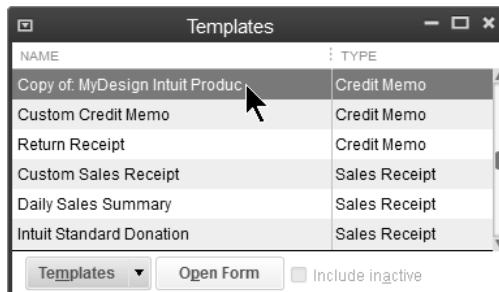 Templates
NAME TYPE
Copy of: MyDesign Intuit Produc Credit Memo
Custom Credit Memo Credit Memo
Return Receipt Credit Memo
Custom Sales Receipt Sales Receipt
Daily Sales Summary Sales Receipt
Intuit Standard Donation Sales Receipt
Templates Open Form Include inactive